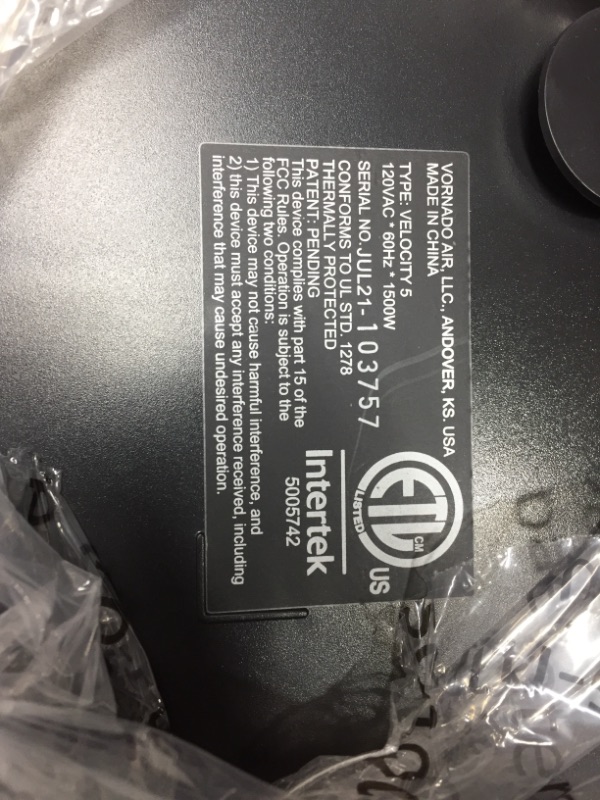 VORNADO AIR, LLC., ANDOVER, KS. USA
MADE IN CHINA
TYPE: VELOCITY 5
120VAC * 60Hz * 1500W
SERIAL NO.JUL21-103757
CONFORMS TO UL STD. 1278
THERMALLY PROTECTED
PATENT: PENDING
This device complies with part 15 of the
FCC Rules. Operation is subject to the
following two conditions:
1) This device may not cause harmful interference, and
2) this device must accept any interference received, including
interference that may cause undesired operation.
ETL
CM
LISTED
US
Intertek
5005742